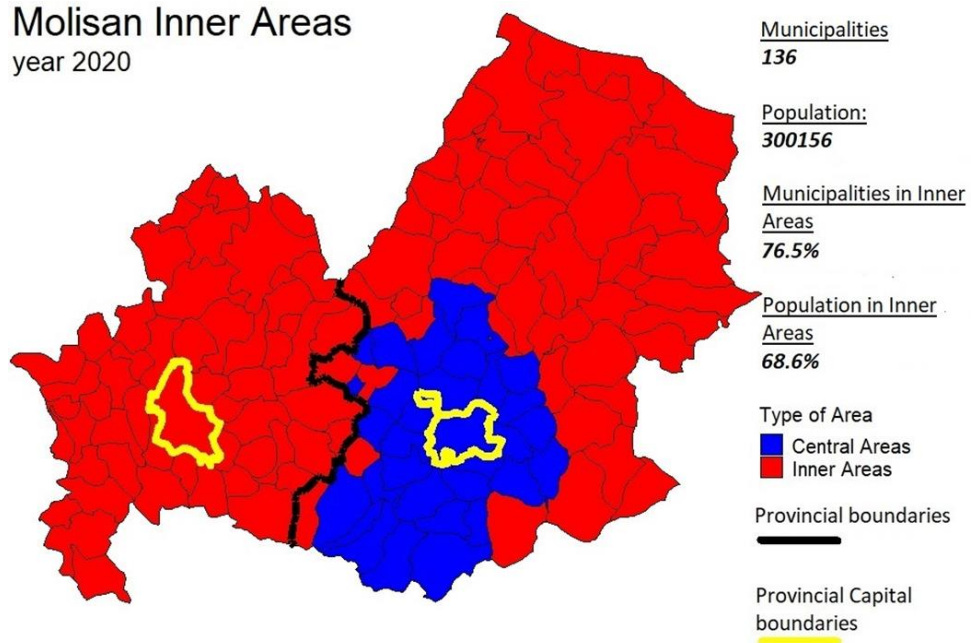 Molisan Inner Areas
year 2020
Municipalities
136
Population:
300156
Municipalities in Inner
Areas
76.5%
Population in Inner
Areas
68.6%
Type of Area
Central Areas
Inner Areas
Provincial boundaries
Provincial Capital
boundaries